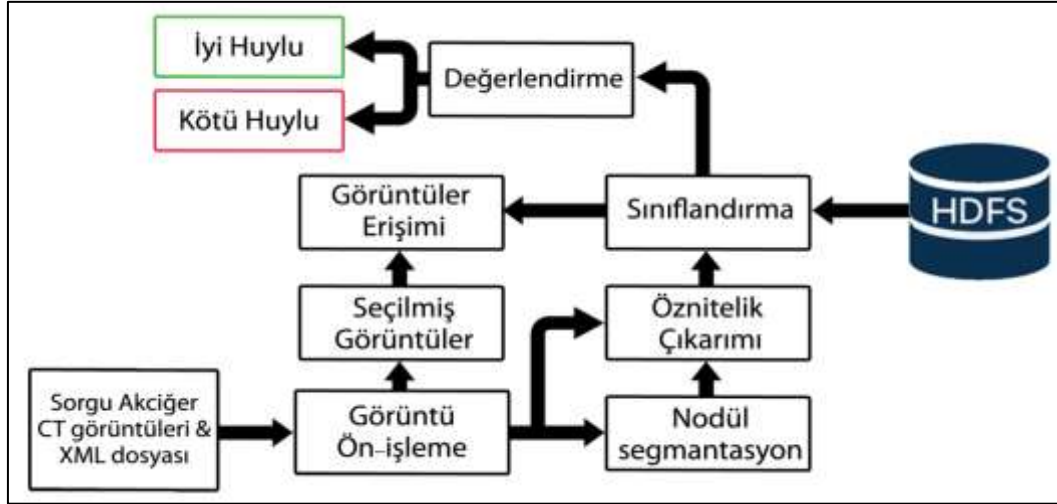 İyi Huylu
Değerlendirme
Kötü Huylu
Görüntüler
Erişimi
Sınıflandırma
HDFS
Seçilmiş
Görüntüler
Öznitelik
Çıkarımı
Sorgu Akciğer
CT görüntüleri &
XML dosyası
Görüntü
Ön-işleme
Nodül
segmantasyon